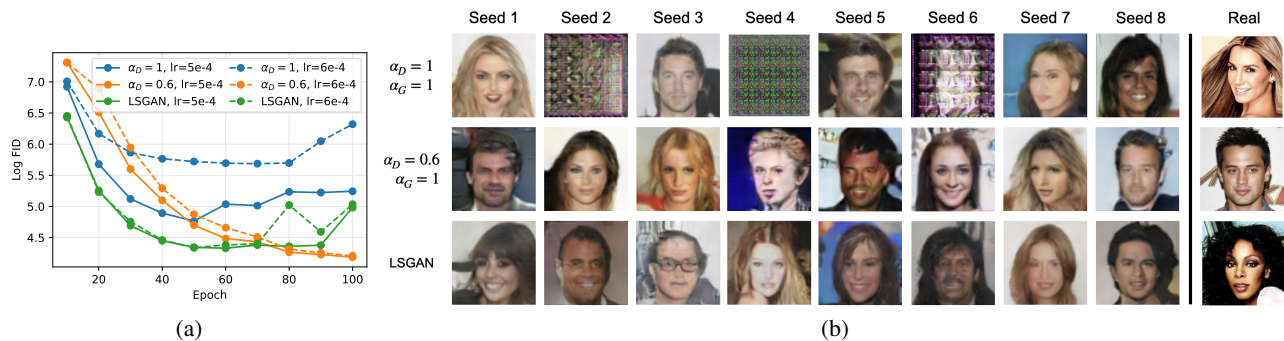 Seed 1 Seed 2 Seed 3 Seed 4 Seed 5 Seed 6 Seed 7 Seed 8 Real
α_D = 1, lr=5e-4 α_D = 1, lr=6e-4
α_D = 0.6, lr=5e-4 α_D = 0.6, lr=6e-4
LSGAN, lr=5e-4 LSGAN, lr=6e-4
Log FID
7.0
6.5
6.0
5.5
5.0
4.5
20 40 60 80 100
Epoch
(a)
α_D = 1
α_G = 1
α_D = 0.6
α_G = 1
LSGAN
(b)